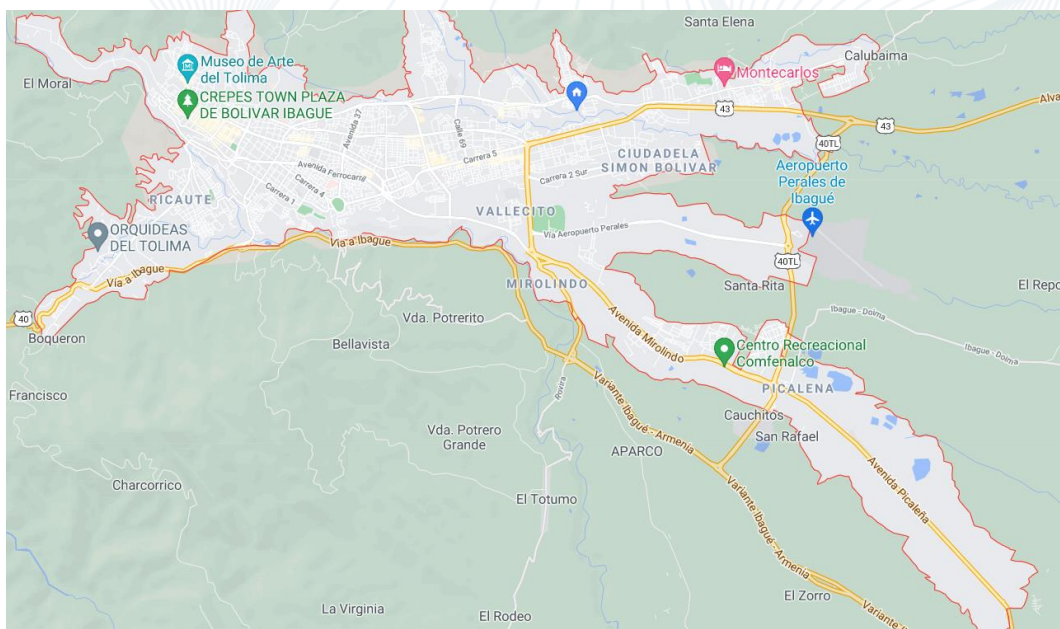 Santa Elena
Calubaima
El Moral
Museo de Arte
del Tolima
CREPES TOWN PLAZA
DE BOLIVAR IBAGUE
Montecarlos
43
43
Alva
Avenida 37
Calle 69
Carrera 5
Avenida Ferrocarril
Carrera 4
Carrera 1
Carrera 2 Sur
CIUDADELA
SIMON BOLIVAR
40TL
Aeropuerto
Perales de
Ibagué
RICAUTE
VALLECITO
Vía Aeropuerto Perales
ORQUIDEAS
DEL TOLIMA
Vía a Ibague
Vía a Ibague
40TL
MIROLINDO
Santa Rita
El Repo
40
Boqueron
Vda. Potrerito
Bellavista
Avenida Mirolindo
Ibague - Doima
Ibague - Doima
Centro Recreacional
Comfenalco
PICALENA
Francisco
Rovira
Variante Ibagué - Armenia
Cauchitos
San Rafael
Vda. Potrero
Grande
APARCO
Avenida Picaleña
Charcorrico
El Totumo
Variante Ibagué - Armenia
El Zorro
La Virginia
El Rodeo
Variante